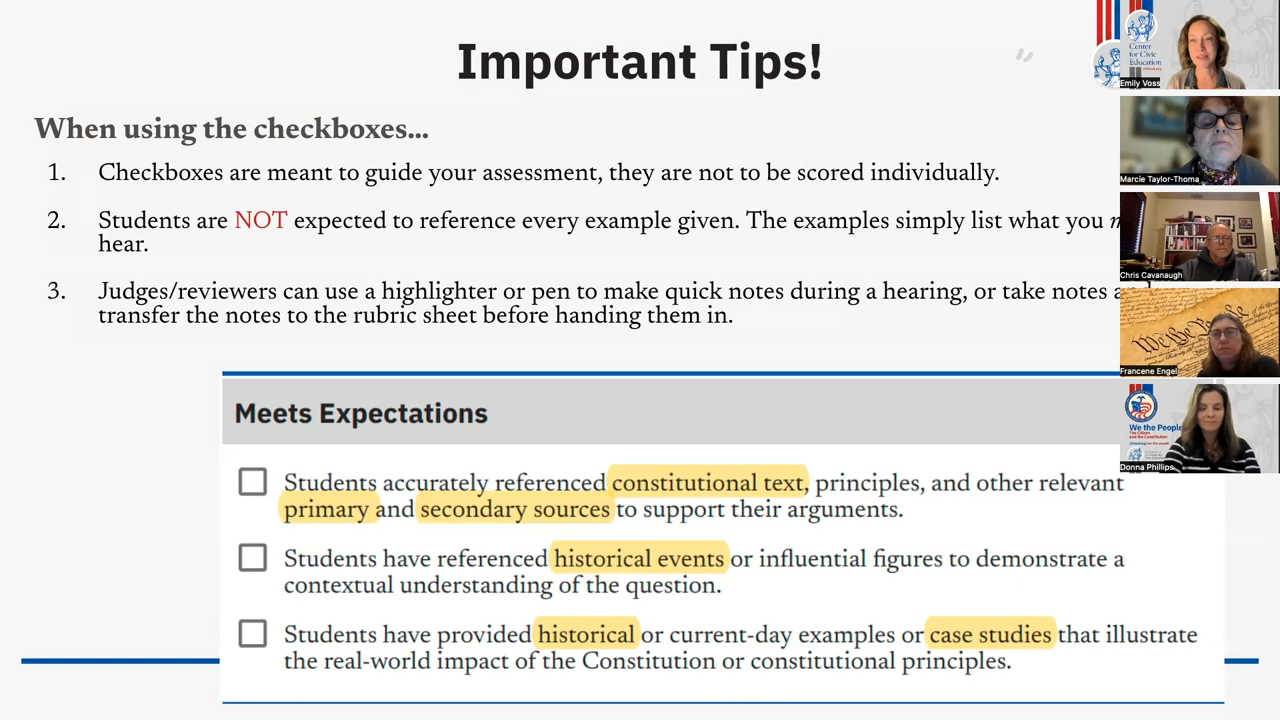 Important Tips!
When using the checkboxes...
1. Checkboxes are meant to guide your assessment, they are not to be scored individually.
2. Students are NOT expected to reference every example given. The examples simply list what you
hear.
3. Judges/reviewers can use a highlighter or pen to make quick notes during a hearing, or take notes
transfer the notes to the rubric sheet before handing them in.
Meets Expectations
Students accurately referenced constitutional text, principles, and other relevant
primary and secondary sources to support their arguments.
Students have referenced historical events or influential figures to demonstrate a
contextual understanding of the question.
Students have provided historical or current-day examples or case studies that illustrate
the real-world impact of the Constitution or constitutional principles.
Center
for Civic
Education
Emily Voss
Marcie Taylor-Thoma
Chris Cavanaugh
We the People
Francene Engel
We the People
Donna Phillips